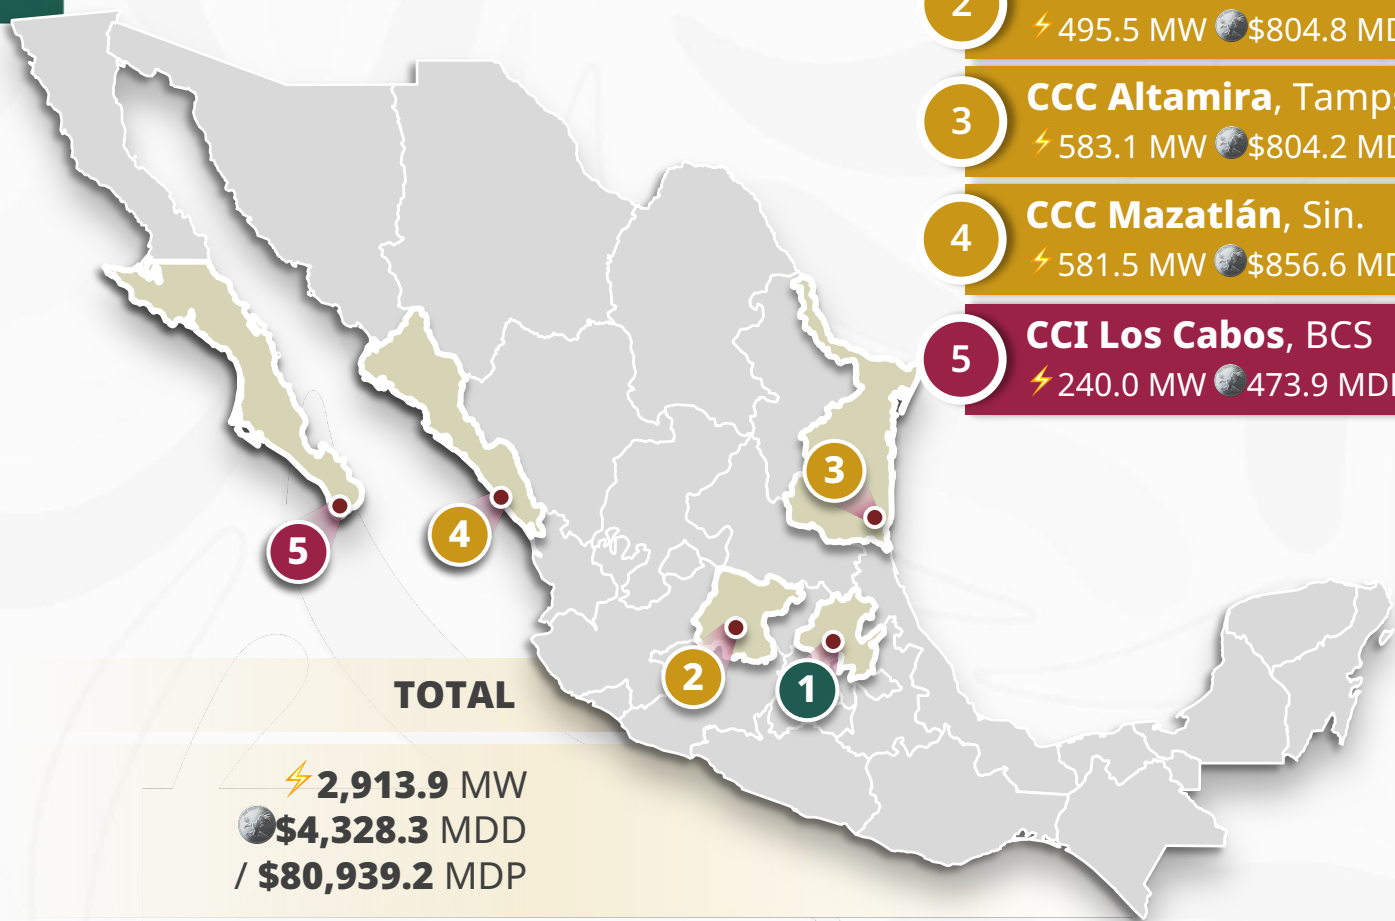 2
495.5 MW $804.8
3
CCC Altamira, Tamps
583.1 MW $804.2
4
CCC Mazatlán, Sin.
581.5 MW $856.6
5
CCI Los Cabos, BCS
240.0 MW 473.9
3
4
5
2
1
TOTAL
2,913.9 MW
$4,328.3 MDD
/ $80,939.2 MDP